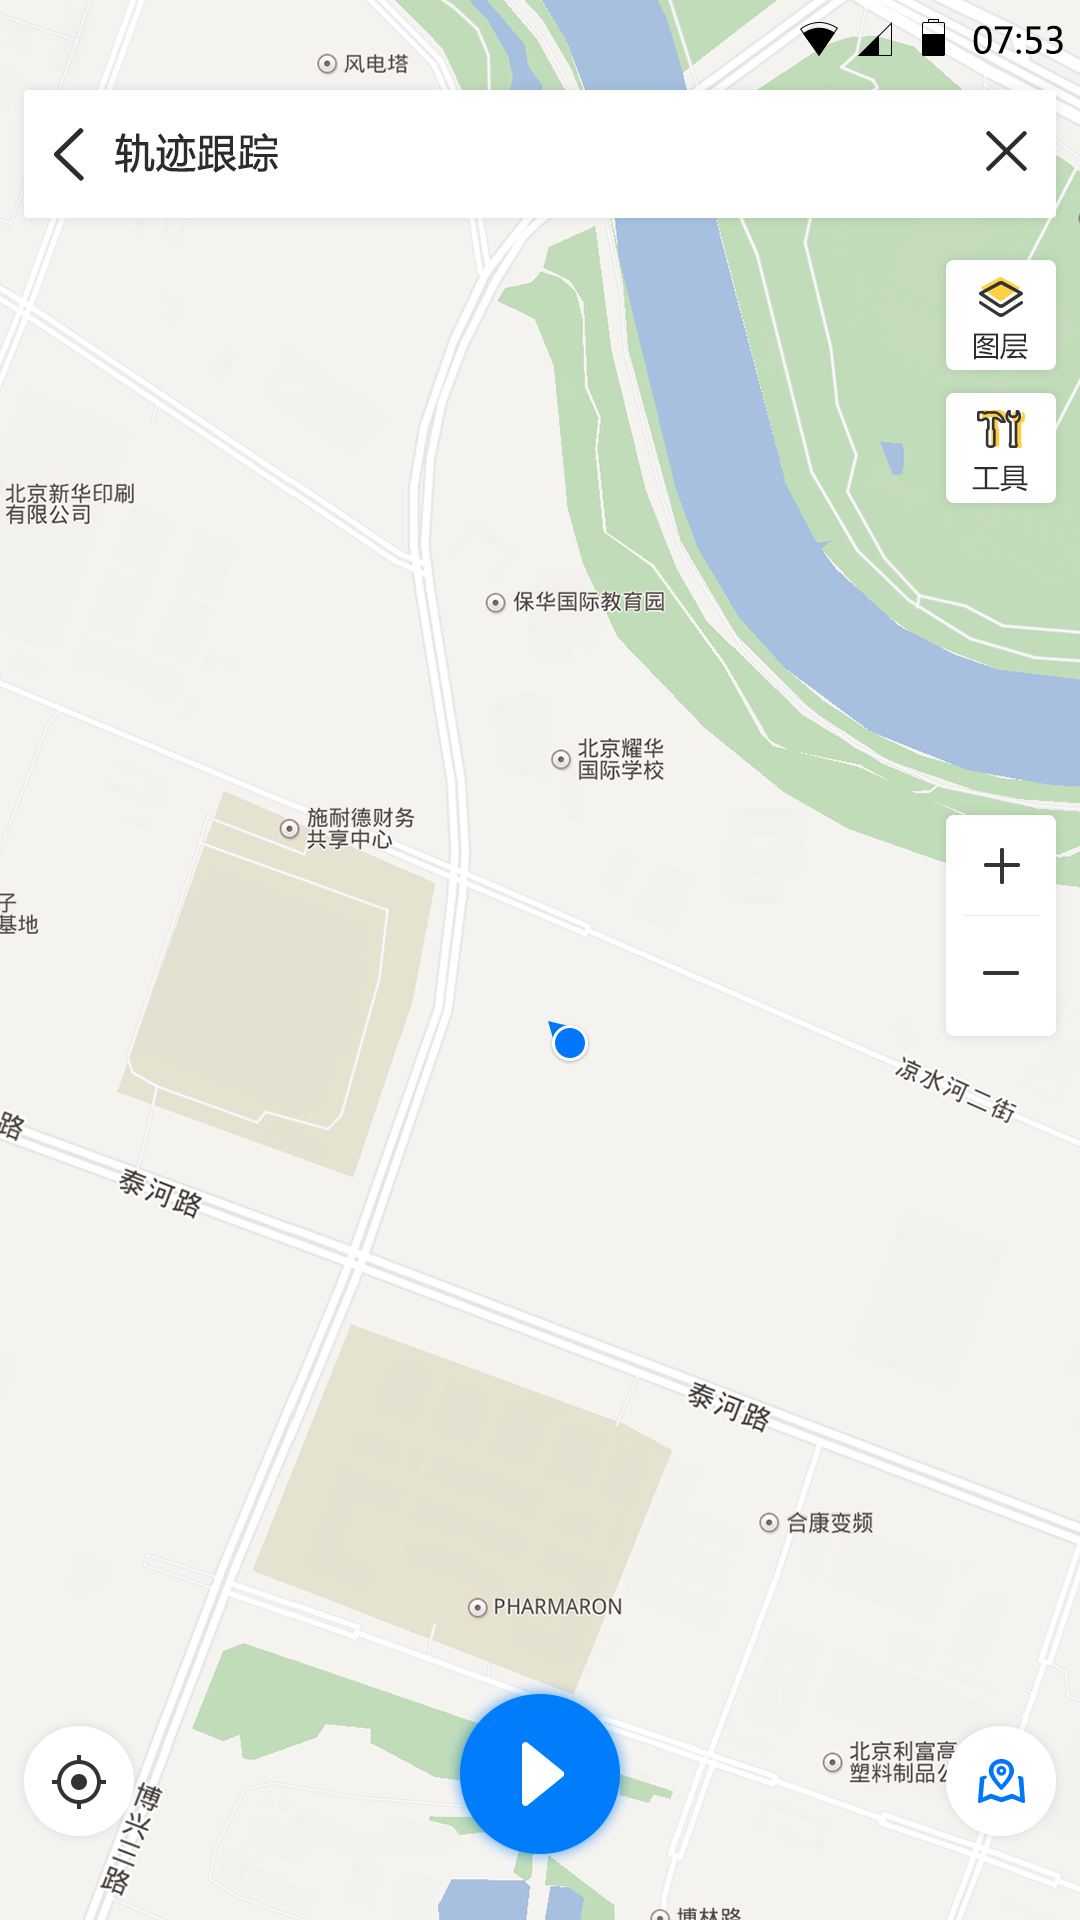 07:53
风电塔
轨迹跟踪
图层
工具
北京新华印刷
有限公司
保华国际教育园
北京耀华
国际学校
施耐德财务
共享中心
子
基地
凉水河二街
路
泰河路
泰河路
合康变频
PHARMARON
北京利富高
塑料制品公
博兴三路
博林路